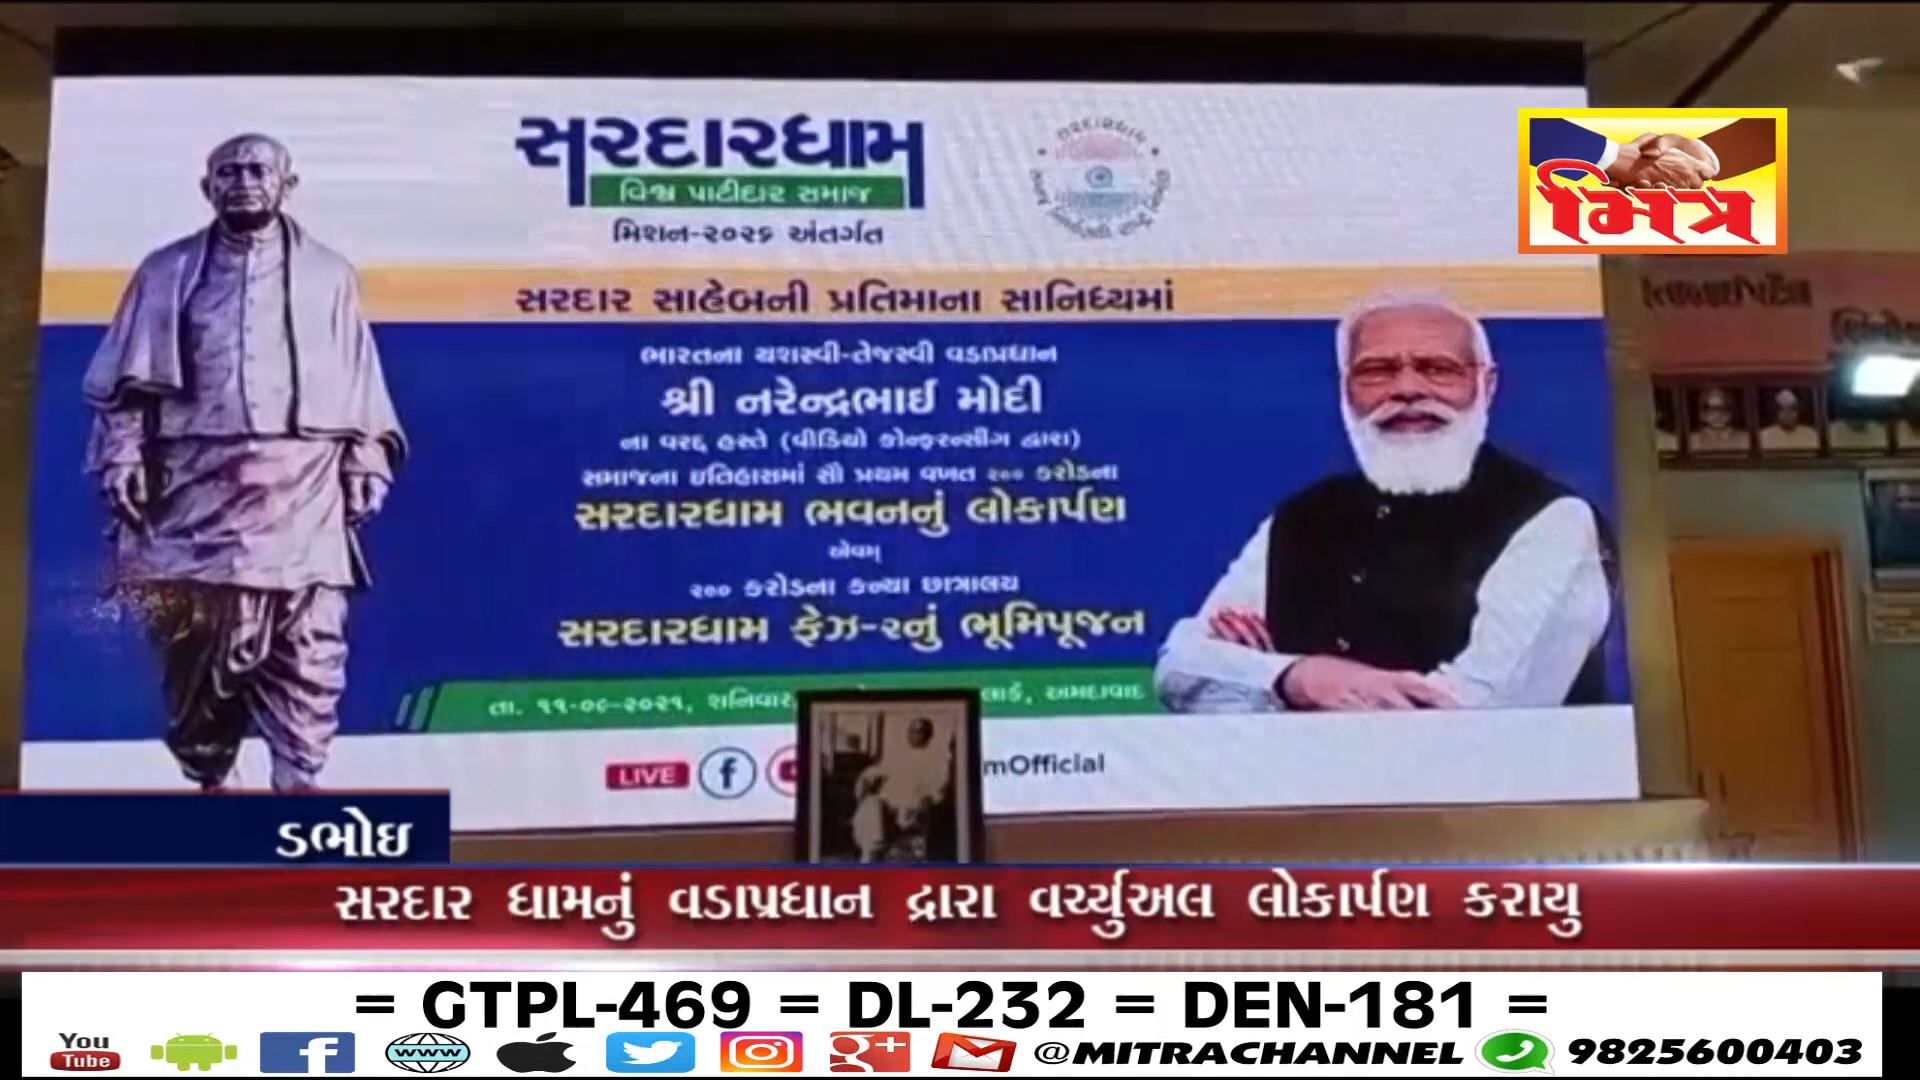 સરદારધામ
વિશ્વ પાટીદાર સમાજ
મિશન-૨૦૨૬ અંતર્ગત
સરદારધામ
મિત્ર
સરદાર સાહેબની પ્રતિમાના સાનિધ્યમાં
ભારતના યશસ્વી-તેજસ્વી વડાપ્રધાન
શ્રી નરેન્દ્રભાઈ મોદી
ના વરદ્દ હસ્તે (વીડિયો કોન્ફરન્સીંગ દ્વારા)
સમાજના ઇતિહાસમાં સૌ પ્રથમ વખત ૨૦૦ કરોડના
સરદારધામ ભવનનું લોકાર્પણ
એવમ્
૨૦૦ કરોડના કન્યા છાત્રાલય
સરદારધામ ફેઝ-૨નું ભૂમિપૂજન
તા. ૧૧-૦૯-૨૦૨૧, શનિવાર, અમદાવાદ
LIVE f mOfficial
ડભોઇ
સરદાર ધામનું વડાપ્રધાન દ્વારા વર્ચ્યુઅલ લોકાર્પણ કરાયુ
= GTPL-469 = DL-232 = DEN-181 =
You Tube f www g+ @MITRACHANNEL 9825600403